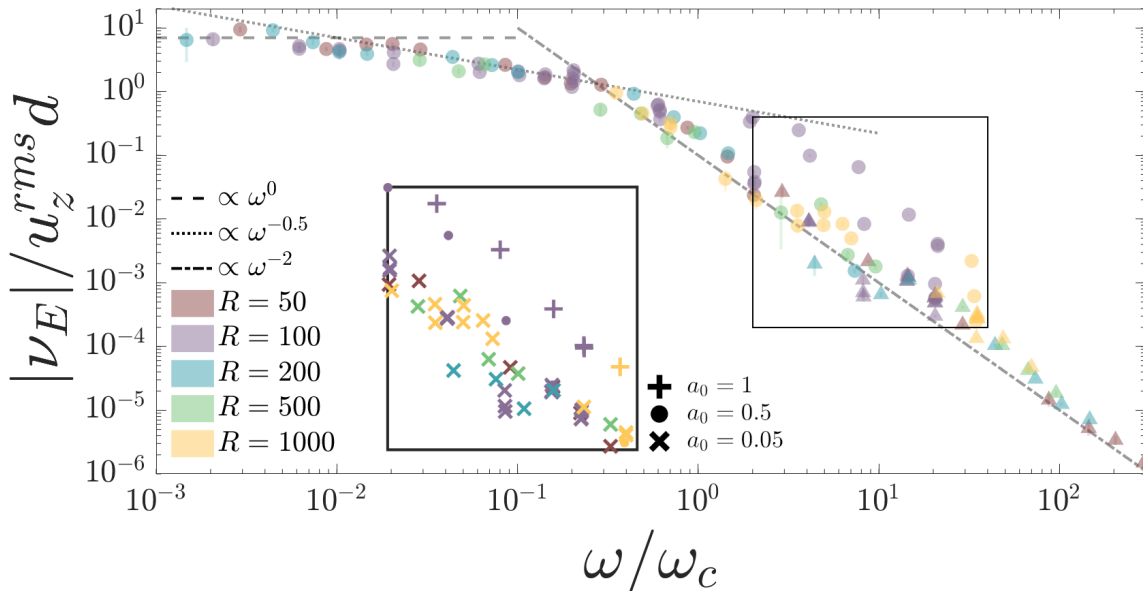 |ν_E|/u_z^{rms} d
10^1
10^0
10^{-1}
10^{-2}
10^{-3}
10^{-4}
10^{-5}
10^{-6}
∝ ω^0
∝ ω^{-0.5}
∝ ω^{-2}
R = 50
R = 100
R = 200
R = 500
R = 1000
a_0 = 1
a_0 = 0.5
a_0 = 0.05
10^{-3} 10^{-2} 10^{-1} 10^0 10^1 10^2
ω/ω_c